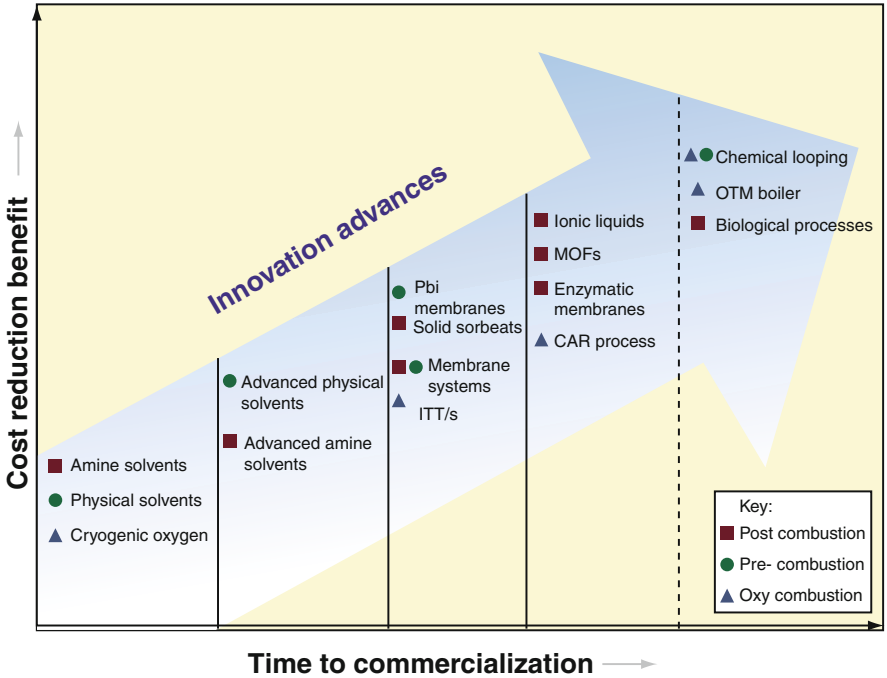 Cost reduction benefit
Innovation advances
Amine solvents
Physical solvents
Cryogenic oxygen
Advanced physical
solvents
Advanced amine
solvents
Pbi
membranes
Solid sorbeats
Membrane
systems
ITT/s
Ionic liquids
MOFs
Enzymatic
membranes
CAR process
Chemical looping
OTM boiler
Biological processes
Key:
Post combustion
Pre- combustion
Oxy combustion
Time to commercialization